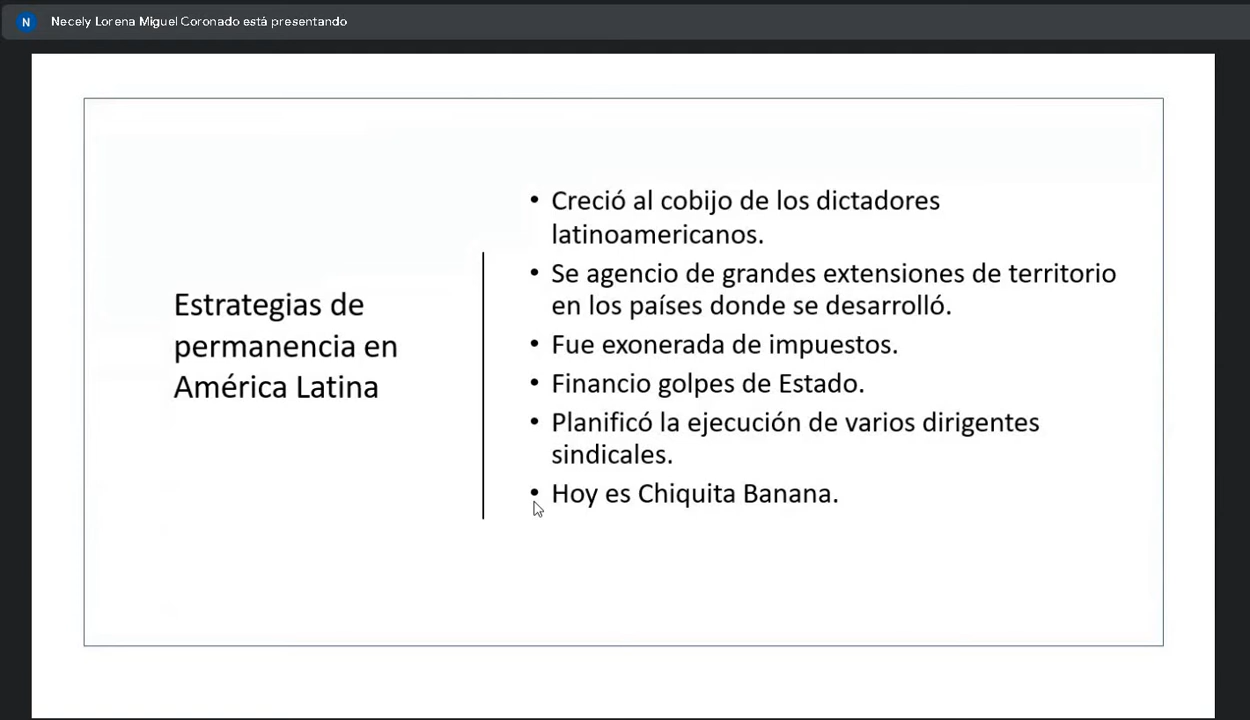 N Necely Lorena Miguel Coronado está presentando
Estrategias de
permanencia en
América Latina
• Creció al cobijo de los dictadores
latinoamericanos.
• Se agencio de grandes extensiones de territorio
en los países donde se desarrolló.
• Fue exonerada de impuestos.
• Financio golpes de Estado.
• Planificó la ejecución de varios dirigentes
sindicales.
• Hoy es Chiquita Banana.